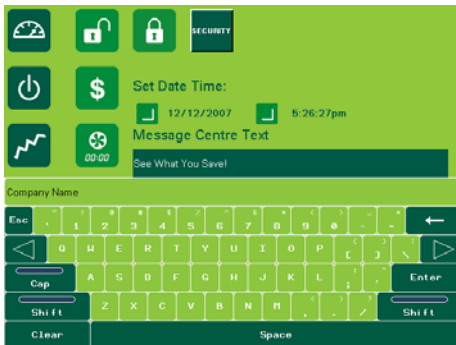 SECURITY
$
Set Date Time:
12/12/2007 5:26:27pm
00:00
Message Centre Text
See What You Save!
Company Name
Esc 1 2 3 4 5 6 7 8 9 0
Q W E R T Y U I O P [ ] \
Cap A S D F G H J K L ; Enter
Shift Z X C V B N M , . / Shift
Clear Space